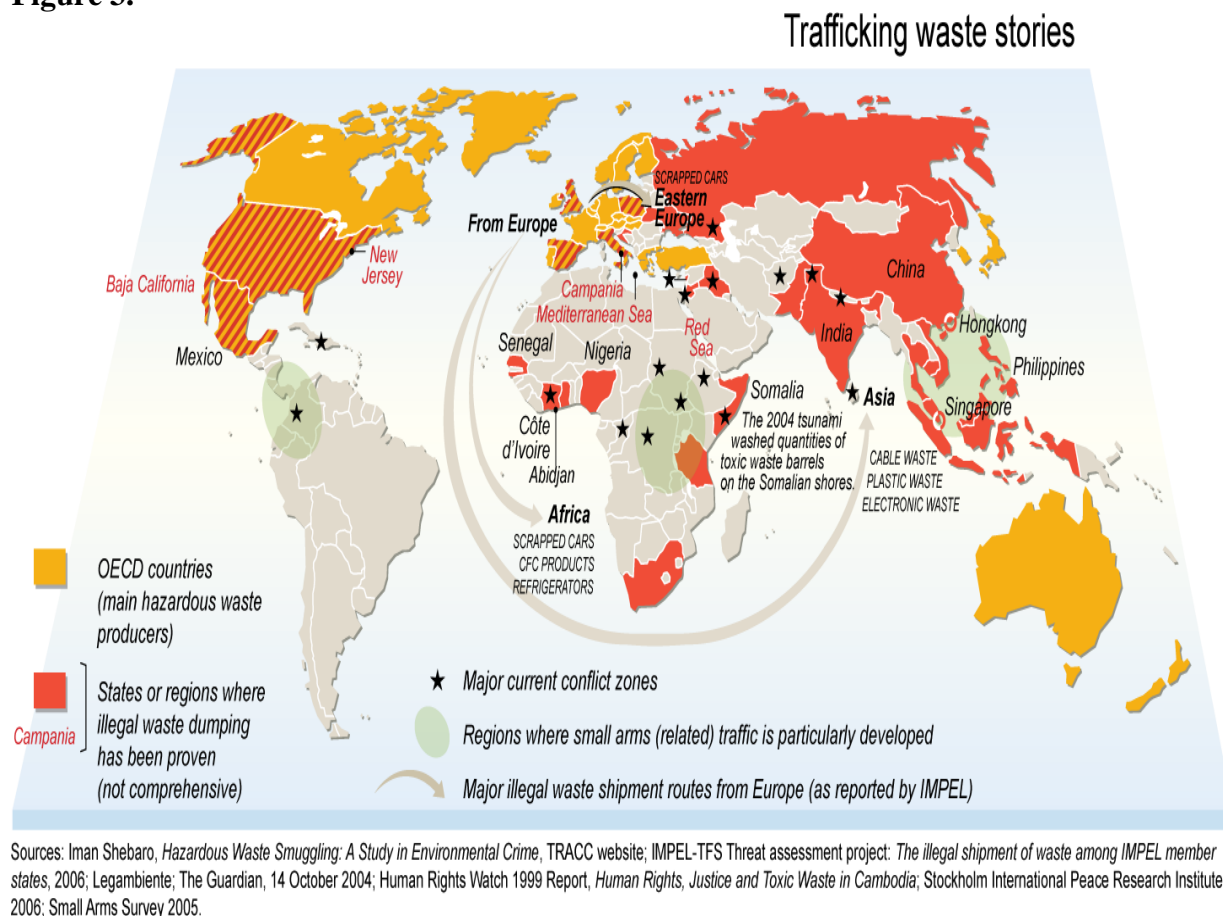 Figure 3.
Trafficking waste stories
SCRAPPED CARS
Eastern
Europe
From Europe
New
Jersey
Baja California
Campania
Mediterranean Sea
China
Mexico
Senegal
Nigeria
Red
Sea
India
Hongkong
Philippines
Somalia
Asia
Singapore
Côte
d'Ivoire
Abidjan
The 2004 tsunami
washed quantities of
toxic waste barrels
on the Somalian shores.
CABLE WASTE
PLASTIC WASTE
ELECTRONIC WASTE
Africa
SCRAPPED CARS
CFC PRODUCTS
REFRIGERATORS
OECD countries
(main hazardous waste
producers)
Campania
States or regions where
illegal waste dumping
has been proven
(not comprehensive)
Major current conflict zones
Regions where small arms (related) traffic is particularly developed
Major illegal waste shipment routes from Europe (as reported by IMPEL)
Sources: Iman Shebaro, Hazardous Waste Smuggling: A Study in Environmental Crime, TRACC website; IMPEL-TFS Threat assessment project: The illegal shipment of waste among IMPEL member
states, 2006; Legambiente; The Guardian, 14 October 2004; Human Rights Watch 1999 Report, Human Rights, Justice and Toxic Waste in Cambodia; Stockholm International Peace Research Institute
2006; Small Arms Survey 2005.